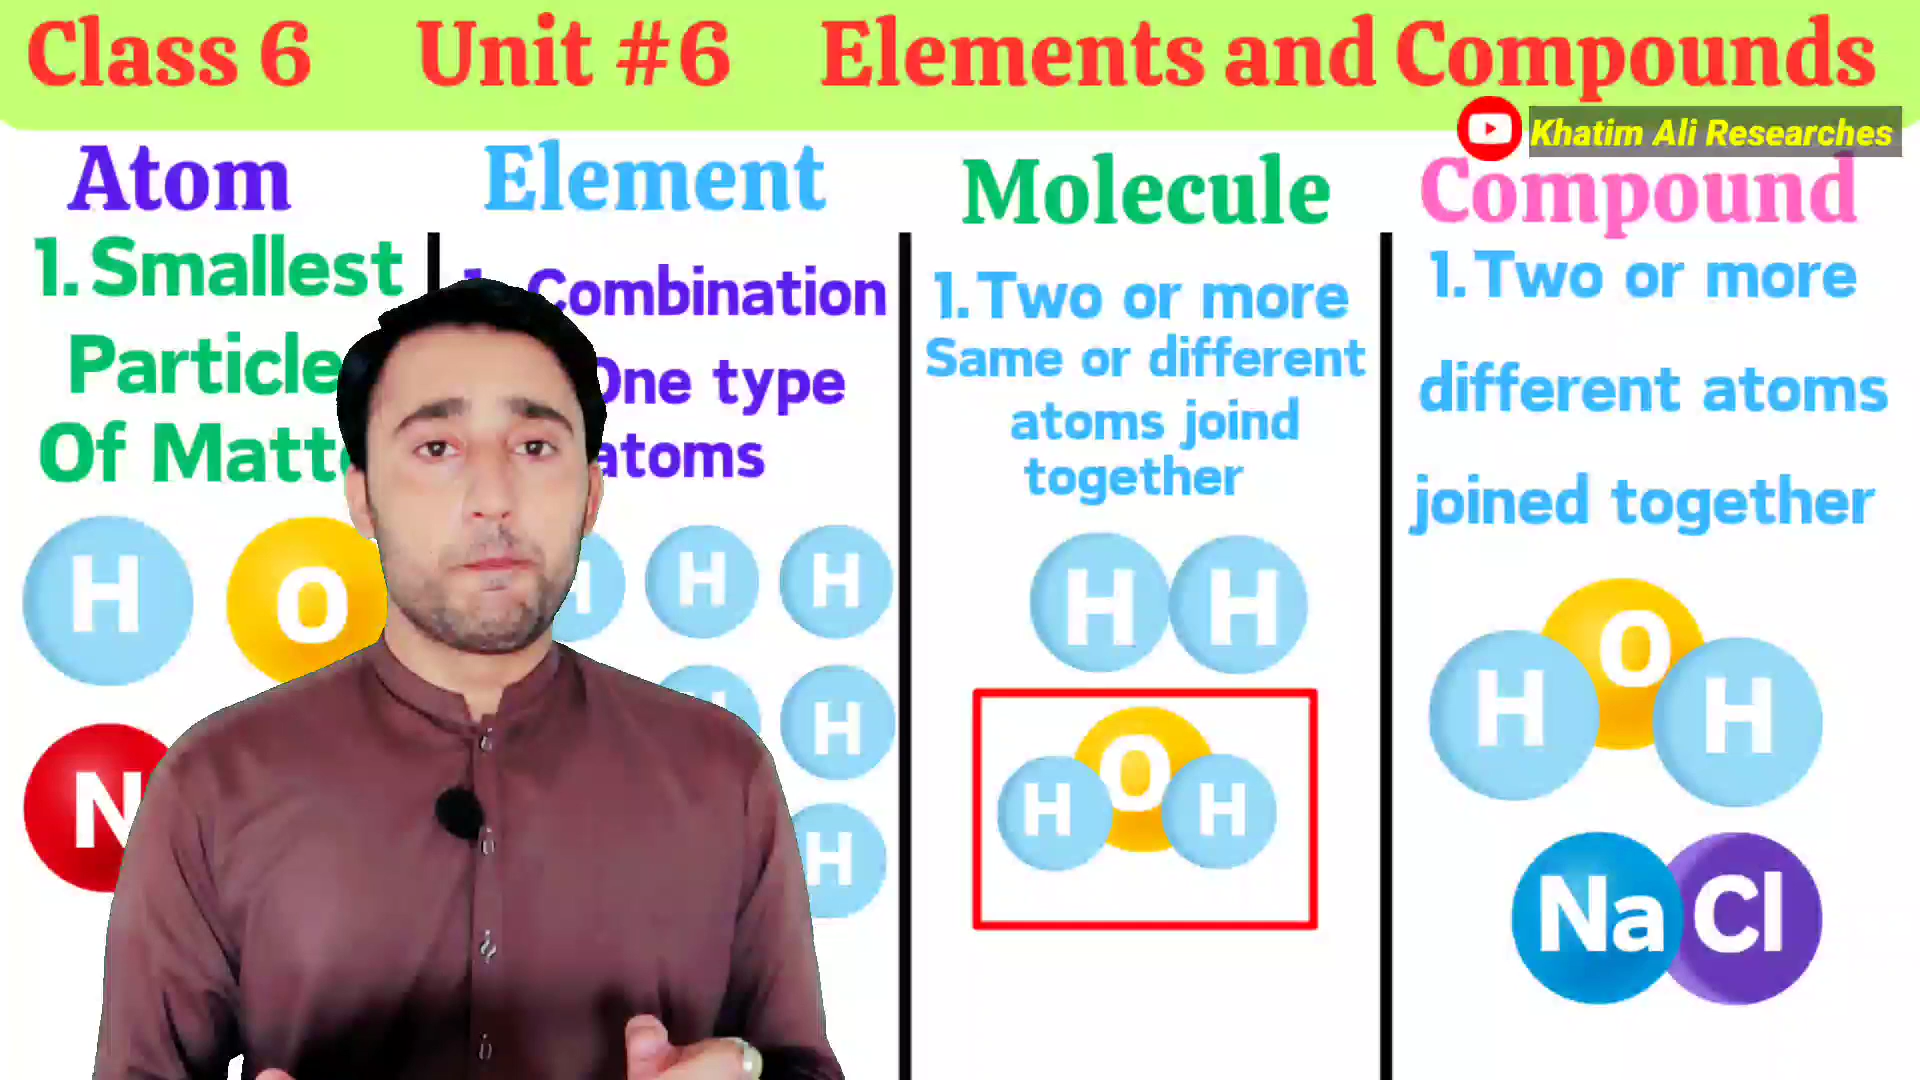 Class 6 Unit #6 Elements and Compounds
Khatim Ali Researches
Atom
1. Smallest
Particle
Of
H
O
N
Element
Combination
One type
atoms
H H H
H H
H
Molecule
1. Two or more
Same or different
atoms joind
together
H H
H O H
Compound
1. Two or more
different atoms
joined together
H O H
Na Cl